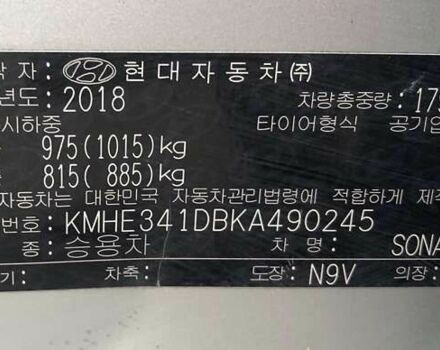 작 자 : 현대자동차(주)
년도 : 2018 차량총중량 : 17
시하중 타이어형식 공기압
975(1015)kg
815( 885)kg
자동차는 대한민국 자동차관리법령에 적합하게 제
번호 : KMHE341DBKA490245
종 : 승용차 차 명 : SONA
기 : 차축 : 도장 : N9V 의장 :